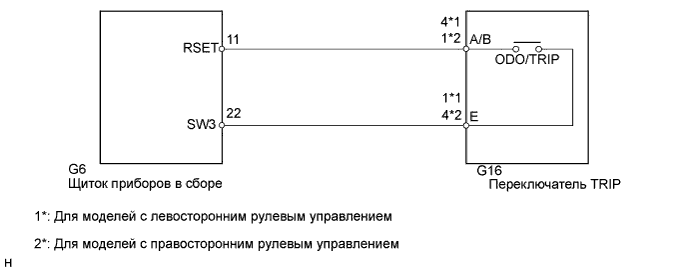 4*1
11
1*2
A/B
RSET
ODO/TRIP
1*1
22
4*2
E
SW3
G6
G16
Щиток приборов в сборе
Переключатель TRIP
1*: Для моделей с левосторонним рулевым управлением
2*: Для моделей с правосторонним рулевым управлением
H